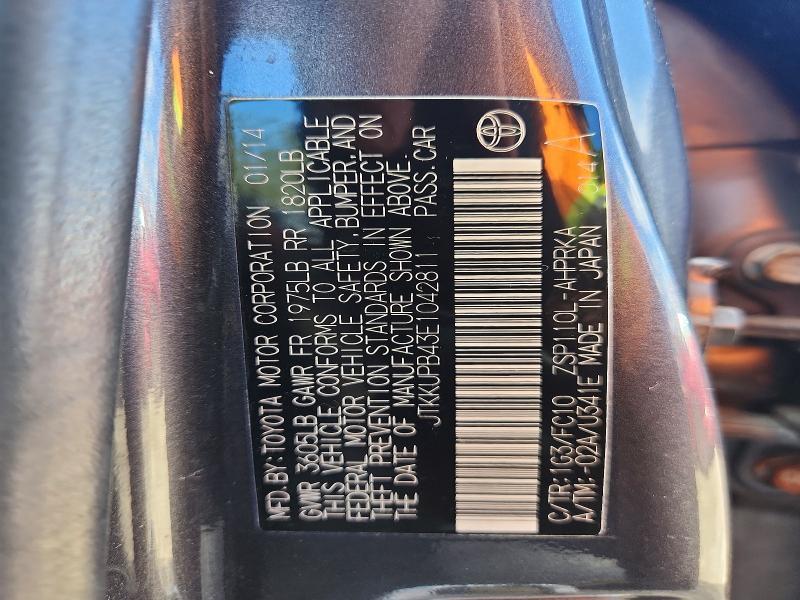 MFD.BY:TOYOTA MOTOR CORPORATION 01/14
GVWR 3605LB GAWR FR 1975LB RR 1820LB
THIS VEHICLE CONFORMS TO ALL APPLICABLE
FEDERAL MOTOR VEHICLE SAFETY,BUMPER,AND
THEFT PREVENTION STANDARDS IN EFFECT ON
THE DATE OF MANUFACTURE SHOWN ABOVE.
JTKKUPB43E1042811 PASS.CAR
C/TR:1G3/FC10 ZSP110L-AHPRKA
A/TM:-02A/U341E MADE IN JAPAN 014A